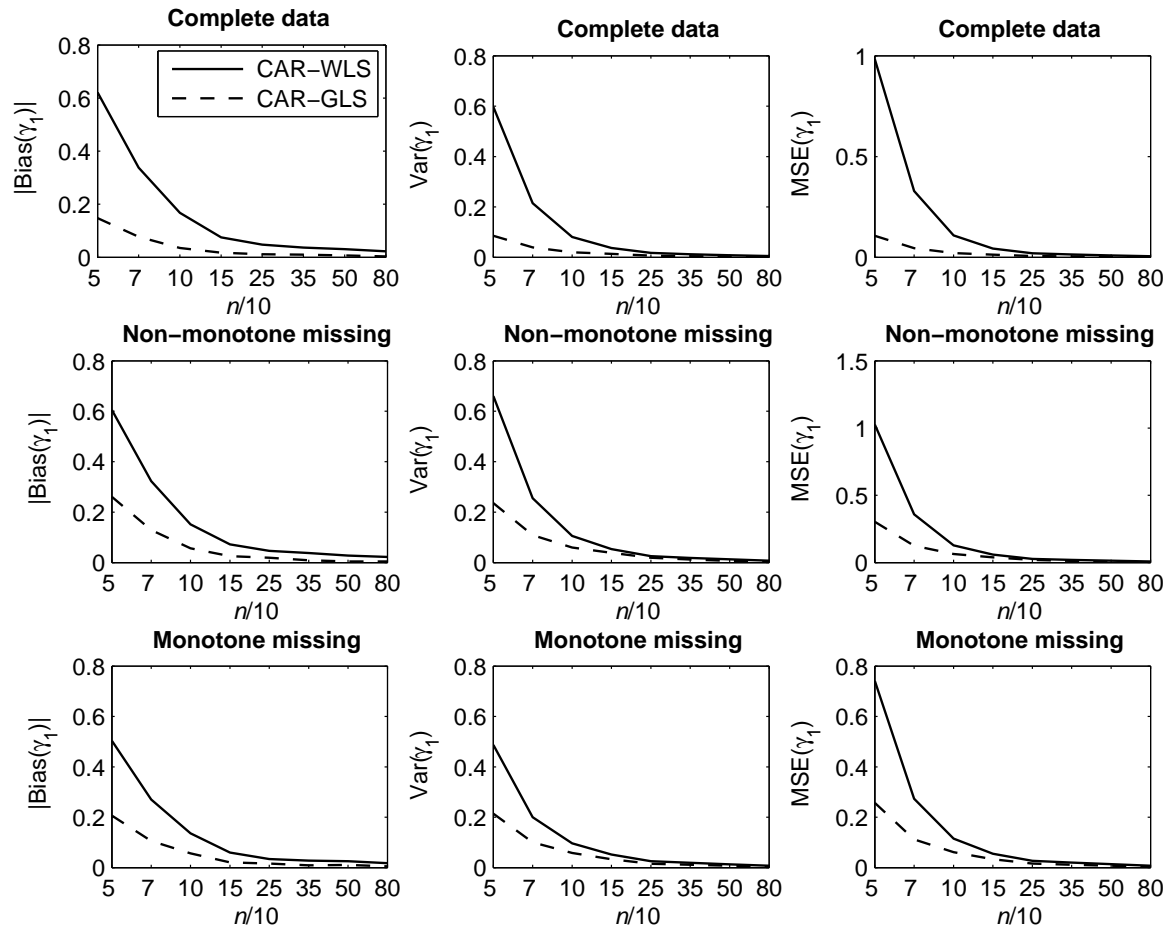 Complete data
0.8
0.6
0.4
0.2
0
|Bias(γ1)|
CAR−WLS
CAR−GLS
5 7 10 15 25 35 50 80
n/10
Complete data
0.8
0.6
0.4
0.2
0
Var(γ1)
5 7 10 15 25 35 50 80
n/10
Complete data
1
0.5
0
MSE(γ1)
5 7 10 15 25 35 50 80
n/10
Non−monotone missing
0.8
0.6
0.4
0.2
0
|Bias(γ1)|
5 7 10 15 25 35 50 80
n/10
Non−monotone missing
0.8
0.6
0.4
0.2
0
Var(γ1)
5 7 10 15 25 35 50 80
n/10
Non−monotone missing
1.5
1
0.5
0
MSE(γ1)
5 7 10 15 25 35 50 80
n/10
Monotone missing
0.8
0.6
0.4
0.2
0
|Bias(γ1)|
5 7 10 15 25 35 50 80
n/10
Monotone missing
0.8
0.6
0.4
0.2
0
Var(γ1)
5 7 10 15 25 35 50 80
n/10
Monotone missing
0.8
0.6
0.4
0.2
0
MSE(γ1)
5 7 10 15 25 35 50 80
n/10